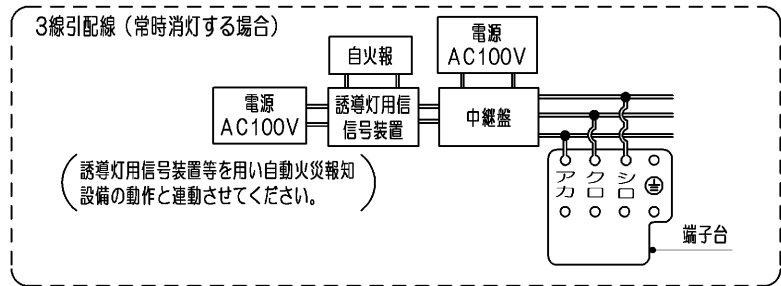 3線引配線（常時消灯する場合）
自火報
電源
AC100V
電源
AC100V
誘導灯用信
信号装置
中継盤
誘導灯用信号装置等を用い自動火災報知
設備の動作と連動させてください。
アカ
クロ
シロ
端子台